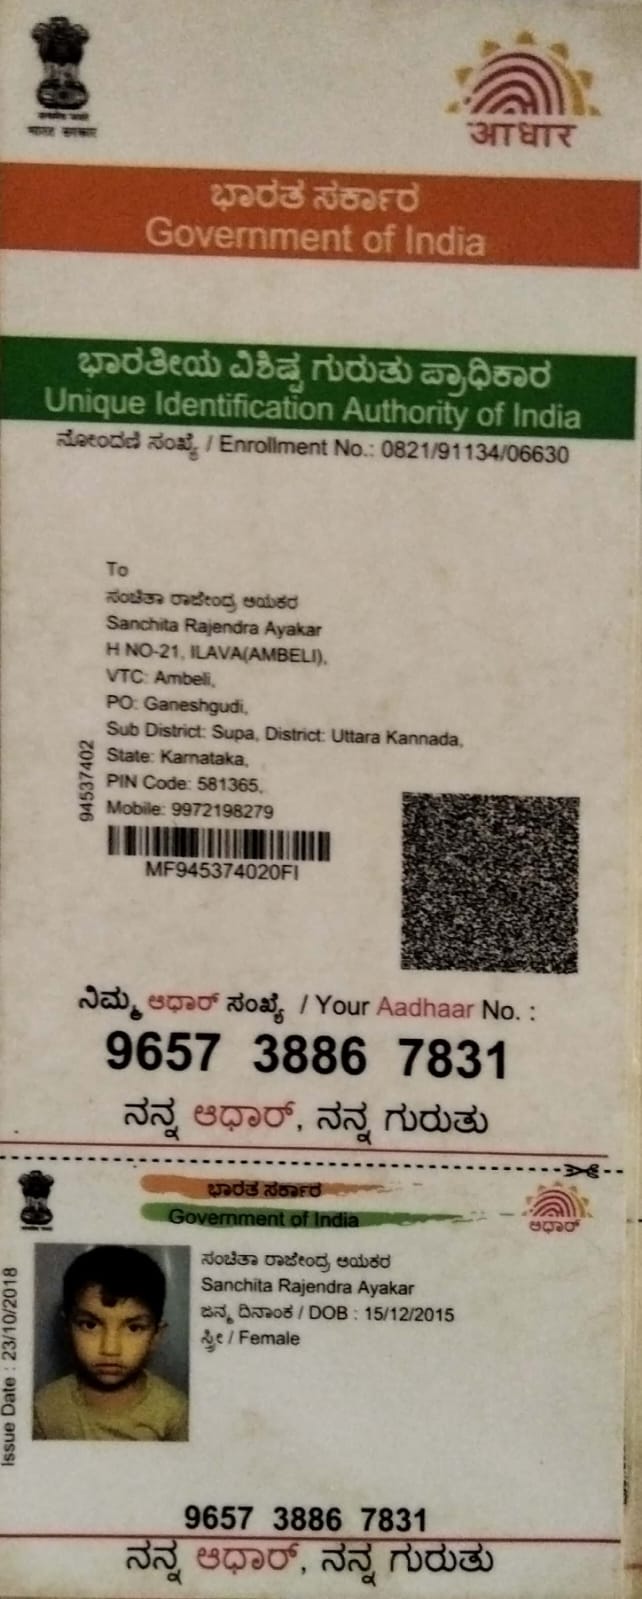 भारत सरकार
आधार
ಭಾರತ ಸರ್ಕಾರ
Government of India
ಭಾರತೀಯ ವಿಶಿಷ್ಟ ಗುರುತು ಪ್ರಾಧಿಕಾರ
Unique Identification Authority of India
ನೋಂದಣಿ ಸಂಖ್ಯೆ / Enrollment No.: 0821/91134/06630
To
ಸಂಚಿತಾ ರಾಜೇಂದ್ರ ಆಯಕರ
Sanchita Rajendra Ayakar
H NO-21, ILAVA(AMBELI),
VTC: Ambeli,
PO: Ganeshgudi,
Sub District: Supa, District: Uttara Kannada,
State: Karnataka,
PIN Code: 581365,
Mobile: 9972198279
94537402
MF945374020FI
ನಿಮ್ಮ ಆಧಾರ್ ಸಂಖ್ಯೆ / Your Aadhaar No. :
9657 3886 7831
ನನ್ನ ಆಧಾರ್, ನನ್ನ ಗುರುತು
ಭಾರತ ಸರ್ಕಾರ
Government of India
ಆಧಾರ್
Issue Date : 23/10/2018
ಸಂಚಿತಾ ರಾಜೇಂದ್ರ ಆಯಕರ
Sanchita Rajendra Ayakar
ಜನ್ಮ ದಿನಾಂಕ / DOB : 15/12/2015
ಸ್ತ್ರೀ / Female
9657 3886 7831
ನನ್ನ ಆಧಾರ್, ನನ್ನ ಗುರುತು